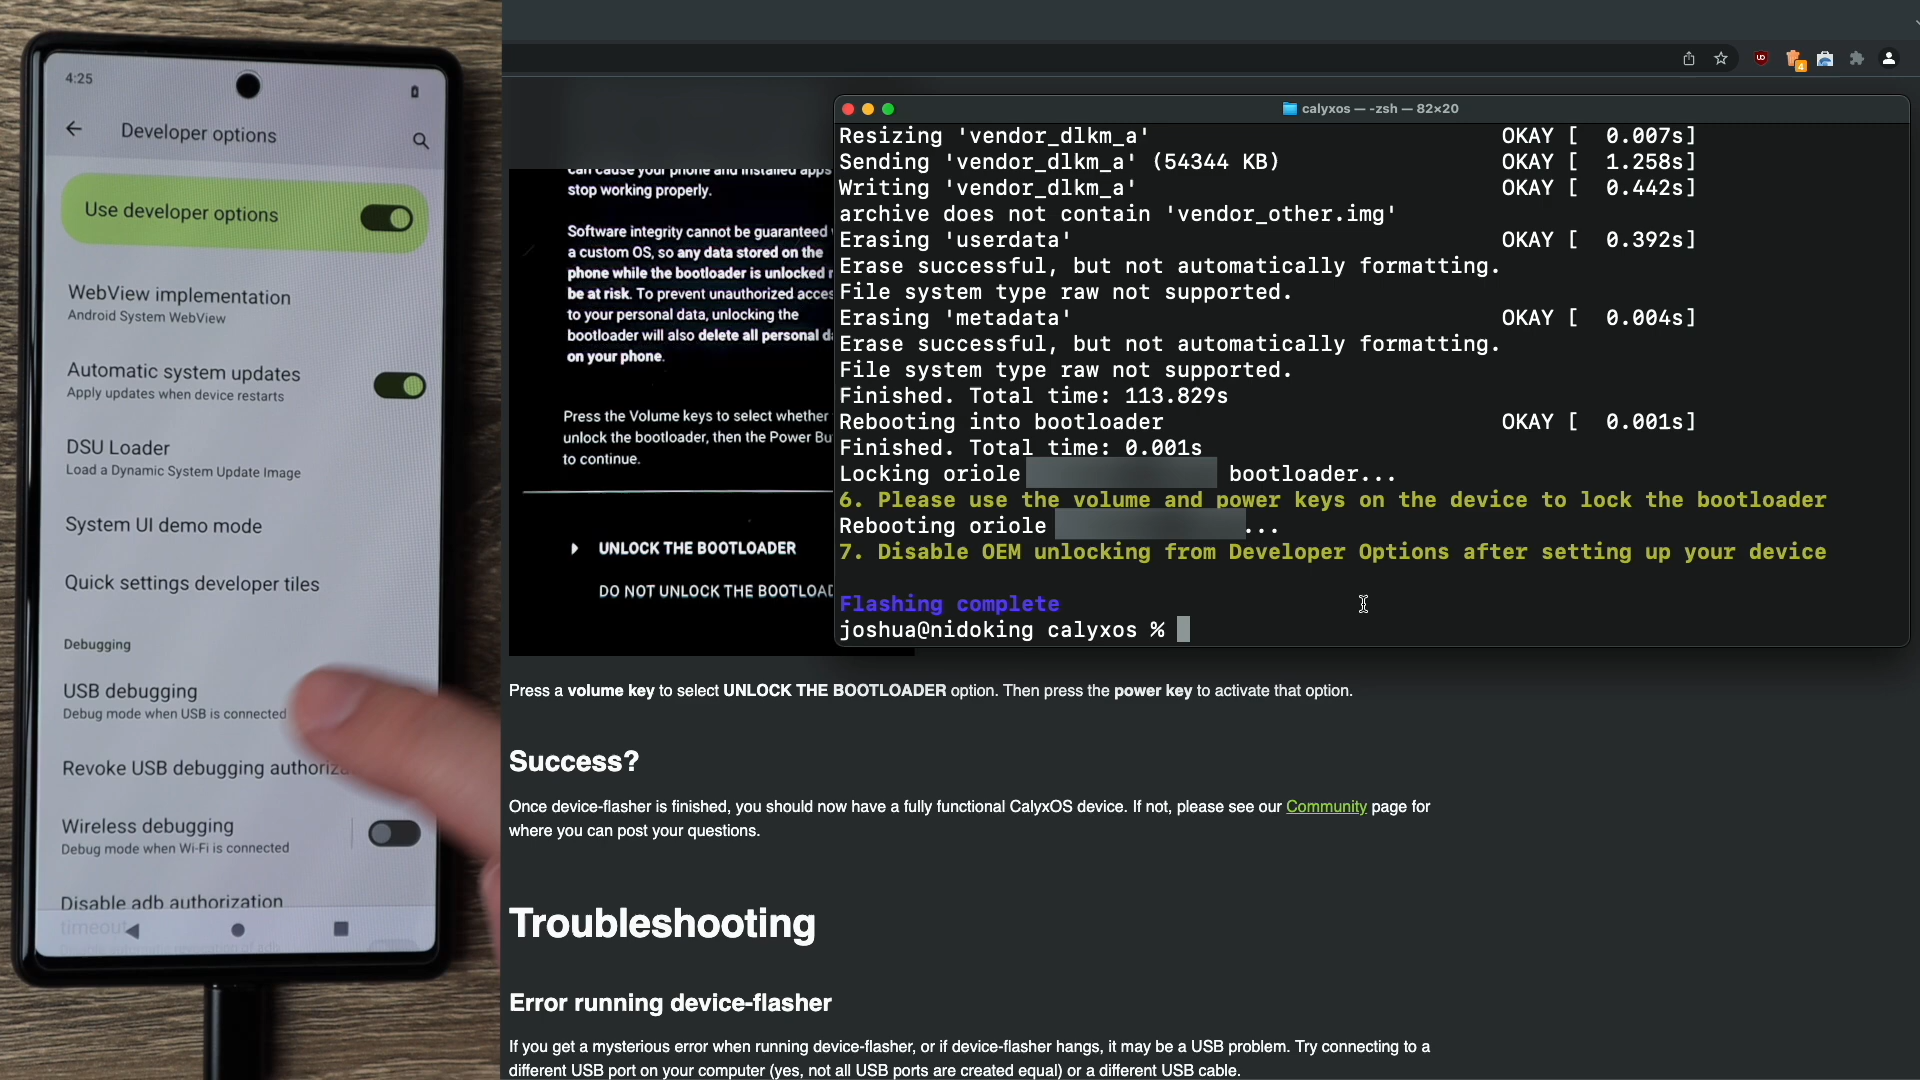 4:25
Developer options
Use developer options
WebView implementation
Android System WebView
Automatic system updates
Apply updates when device restarts
DSU Loader
Load a Dynamic System Update Image
System UI demo mode
Quick settings developer tiles
Debugging
USB debugging
Debug mode when USB is connected
Revoke USB debugging
Wireless debugging
Debug mode when Wi-Fi is connected
Disable adb authorization
timeout
4
can cause your phone and installed apps
stop working properly.
Software integrity cannot be guaranteed
a custom OS, so any data stored on the
phone while the bootloader is unlocked
be at risk. To prevent unauthorized
to your personal data, unlocking the
bootloader will also delete all personal
on your phone.
Press the Volume keys to select whether
unlock the bootloader, then the Power
to continue.
UNLOCK THE BOOTLOADER
DO NOT UNLOCK THE
calyxos — -zsh — 82×20
Resizing 'vendor_dlkm_a' OKAY [ 0.007s]
Sending 'vendor_dlkm_a' (54344 KB) OKAY [ 1.258s]
Writing 'vendor_dlkm_a' OKAY [ 0.442s]
archive does not contain 'vendor_other.img'
Erasing 'userdata' OKAY [ 0.392s]
Erase successful, but not automatically formatting.
File system type raw not supported.
Erasing 'metadata' OKAY [ 0.004s]
Erase successful, but not automatically formatting.
File system type raw not supported.
Finished. Total time: 113.829s
Rebooting into bootloader OKAY [ 0.001s]
Finished. Total time: 0.001s
Locking oriole bootloader...
6. Please use the volume and power keys on the device to lock the bootloader
Rebooting oriole ...
7. Disable OEM unlocking from Developer Options after setting up your device
Flashing complete
joshua@nidoking calyxos %
Press a volume key to select UNLOCK THE BOOTLOADER option. Then press the power key to activate that option.
Success?
Once device-flasher is finished, you should now have a fully functional CalyxOS device. If not, please see our Community page for
where you can post your questions.
Troubleshooting
Error running device-flasher
If you get a mysterious error when running device-flasher, or if device-flasher hangs, it may be a USB problem. Try connecting to a
different USB port on your computer (yes, not all USB ports are created equal) or a different USB cable.